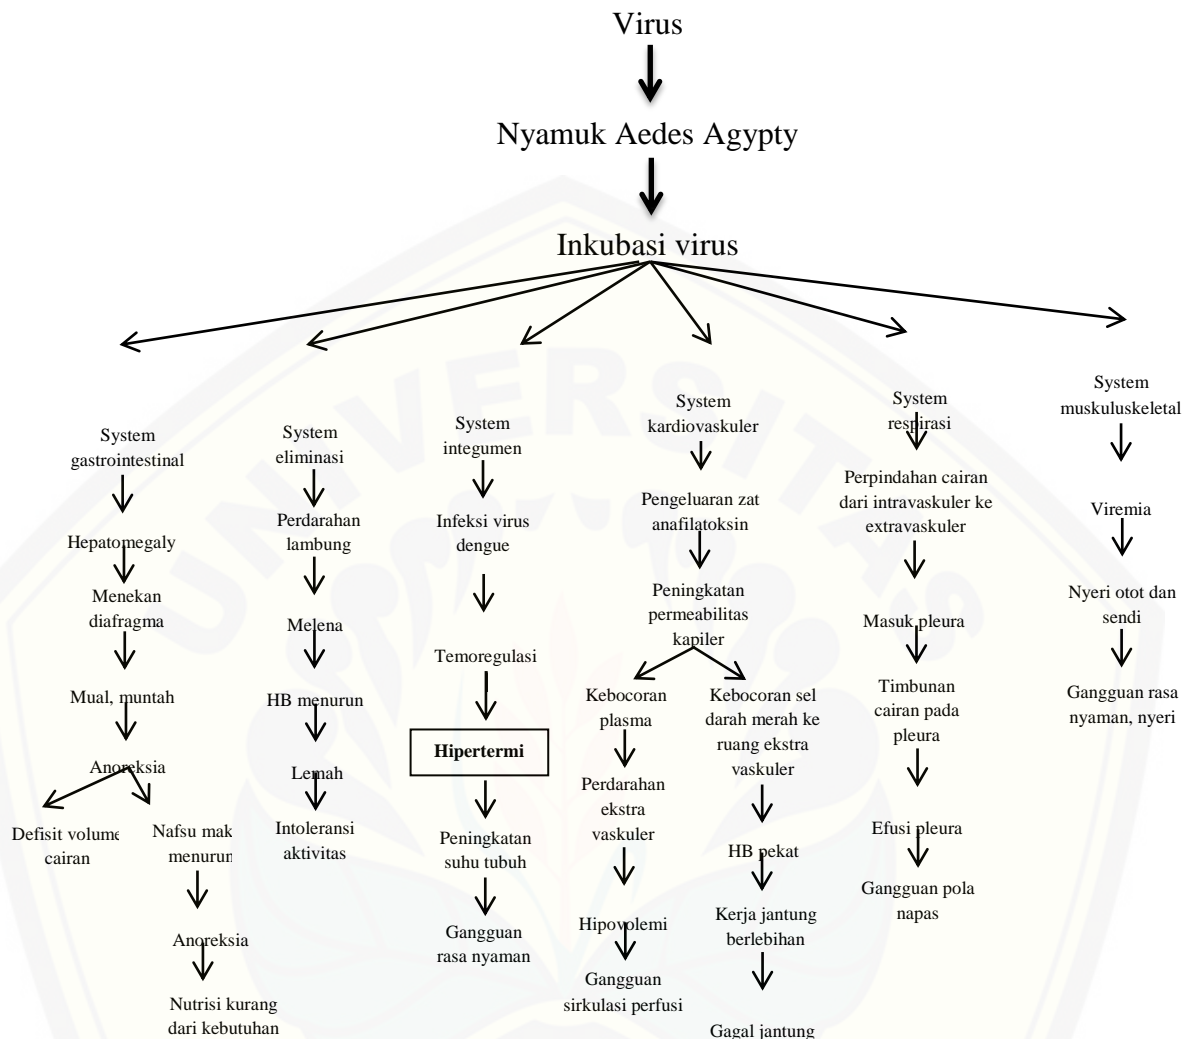 Virus
Nyamuk Aedes Agypty
Inkubasi virus
System
gastrointestinal
Hepatomegaly
Menekan
diafragma
Mual, muntah
Anoreksia
Defisit volume
cairan
Nafsu mak
menurun
Anoreksia
Nutrisi kurang
dari kebutuhan
System
eliminasi
Perdarahan
lambung
Melena
HB menurun
Lemah
Intoleransi
aktivitas
System
integumen
Infeksi virus
dengue
Temoregulasi
Hipertermi
Peningkatan
suhu tubuh
Gangguan
rasa nyaman
System
kardiovaskuler
Pengeluaran zat
anafilatoksin
Peningkatan
permeabilitas
kapiler
Kebocoran
plasma
Perdarahan
ekstra
vaskuler
Hipovolemi
Gangguan
sirkulasi perfusi
Kebocoran sel
darah merah ke
ruang ekstra
vaskuler
HB pekat
Kerja jantung
berlebihan
Gagal jantung
System
respirasi
Perpindahan cairan
dari intravaskuler ke
extravaskuler
Masuk pleura
Timbunan
cairan pada
pleura
Efusi pleura
Gangguan pola
napas
System
muskuluskeletal
Viremia
Nyeri otot dan
sendi
Gangguan rasa
nyaman, nyeri
UNIVERSITAS